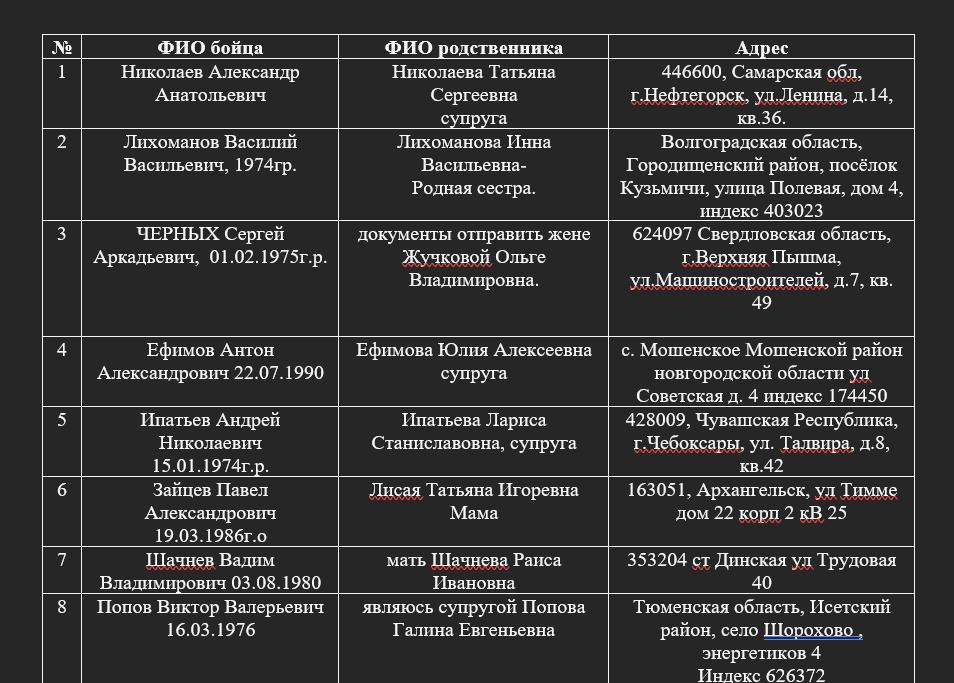 № ФИО бойца ФИО родственника Адрес
1 Николаев Александр Николаева Татьяна 446600, Самарская обл,
Анатольевич Сергеевна г.Нефтегорск, ул.Ленина, д.14,
супруга кв.36.
2 Лихоманов Василий Лихоманова Инна Волгоградская область,
Васильевич, 1974гр. Васильевна- Городищенский район, посёлок
Родная сестра. Кузьмичи, улица Полевая, дом 4,
индекс 403023
3 ЧЕРНЫХ Сергей документы отправить жене 624097 Свердловская область,
Аркадьевич, 01.02.1975г.р. Жучковой Ольге г.Верхняя Пышма,
Владимировна. ул.Машиностроителей, д.7, кв.
49
4 Ефимов Антон Ефимова Юлия Алексеевна с. Мошенское Мошенской район
Александрович 22.07.1990 супруга новгородской области ул
Советская д. 4 индекс 174450
5 Ипатьев Андрей Ипатьева Лариса 428009, Чувашская Республика,
Николаевич Станиславовна, супруга г.Чебоксары, ул. Талвира, д.8,
15.01.1974г.р. кв.42
6 Зайцев Павел Лисая Татьяна Игоревна 163051, Архангельск, ул Тимме
Александрович Мама дом 22 корп 2 кВ 25
19.03.1986г.о
7 Шачнев Вадим мать Шачнева Раиса 353204 ст Динская ул Трудовая
Владимирович 03.08.1980 Ивановна 40
8 Попов Виктор Валерьевич являюсь супругой Попова Тюменская область, Исетский
16.03.1976 Галина Евгеньевна район, село Шорохово ,
энергетиков 4
Индекс 626372